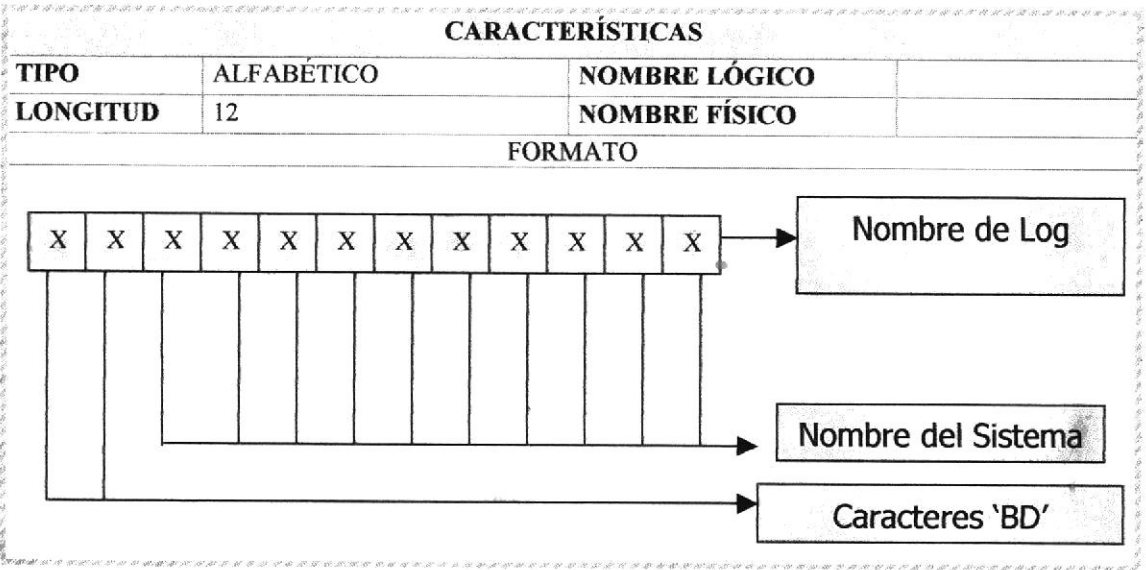 CARACTERÍSTICAS
TIPO ALFABÉTICO NOMBRE LÓGICO
LONGITUD 12 NOMBRE FÍSICO
FORMATO
X X X X X X X X X X X X Nombre de Log
Nombre del Sistema
Caracteres ‘BD’